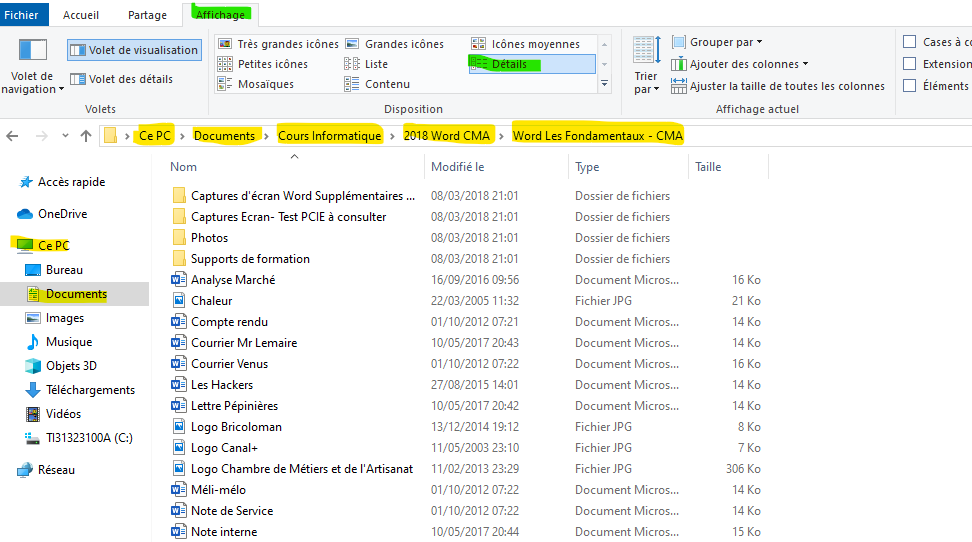 Fichier Accueil Partage Affichage
Volet de navigation
Volet de visualisation
Volet des détails
Volets
Très grandes icônes Grandes icônes Icônes moyennes
Petites icônes Liste Détails
Mosaïques Contenu
Disposition
Trier par
Grouper par
Ajouter des colonnes
Ajuster la taille de toutes les colonnes
Affichage actuel
Cases à co
Extension
Éléments
Ce PC > Documents > Cours Informatique > 2018 Word CMA > Word Les Fondamentaux - CMA
Accès rapide
OneDrive
Ce PC
Bureau
Documents
Images
Musique
Objets 3D
Téléchargements
Vidéos
TI31323100A (C:)
Réseau
Nom Modifié le Type Taille
Captures d'écran Word Supplémentaires ... 08/03/2018 21:01 Dossier de fichiers
Captures Ecran- Test PCIE à consulter 08/03/2018 21:01 Dossier de fichiers
Photos 08/03/2018 21:01 Dossier de fichiers
Supports de formation 08/03/2018 21:01 Dossier de fichiers
Analyse Marché 16/09/2016 09:56 Document Micros... 16 Ko
Chaleur 22/03/2005 11:32 Fichier JPG 21 Ko
Compte rendu 01/10/2012 07:21 Document Micros... 14 Ko
Courrier Mr Lemaire 10/05/2017 20:43 Document Micros... 14 Ko
Courrier Venus 01/10/2012 07:22 Document Micros... 16 Ko
Les Hackers 27/08/2015 14:01 Document Micros... 14 Ko
Lettre Pépinières 10/05/2017 20:42 Document Micros... 14 Ko
Logo Bricoloman 13/12/2014 19:12 Fichier JPG 8 Ko
Logo Canal+ 11/05/2003 23:10 Fichier JPG 7 Ko
Logo Chambre de Métiers et de l'Artisanat 11/02/2013 23:29 Fichier JPG 306 Ko
Méli-mélo 01/10/2012 07:22 Document Micros... 14 Ko
Note de Service 01/10/2012 07:22 Document Micros... 14 Ko
Note interne 10/05/2017 20:44 Document Micros... 15 Ko